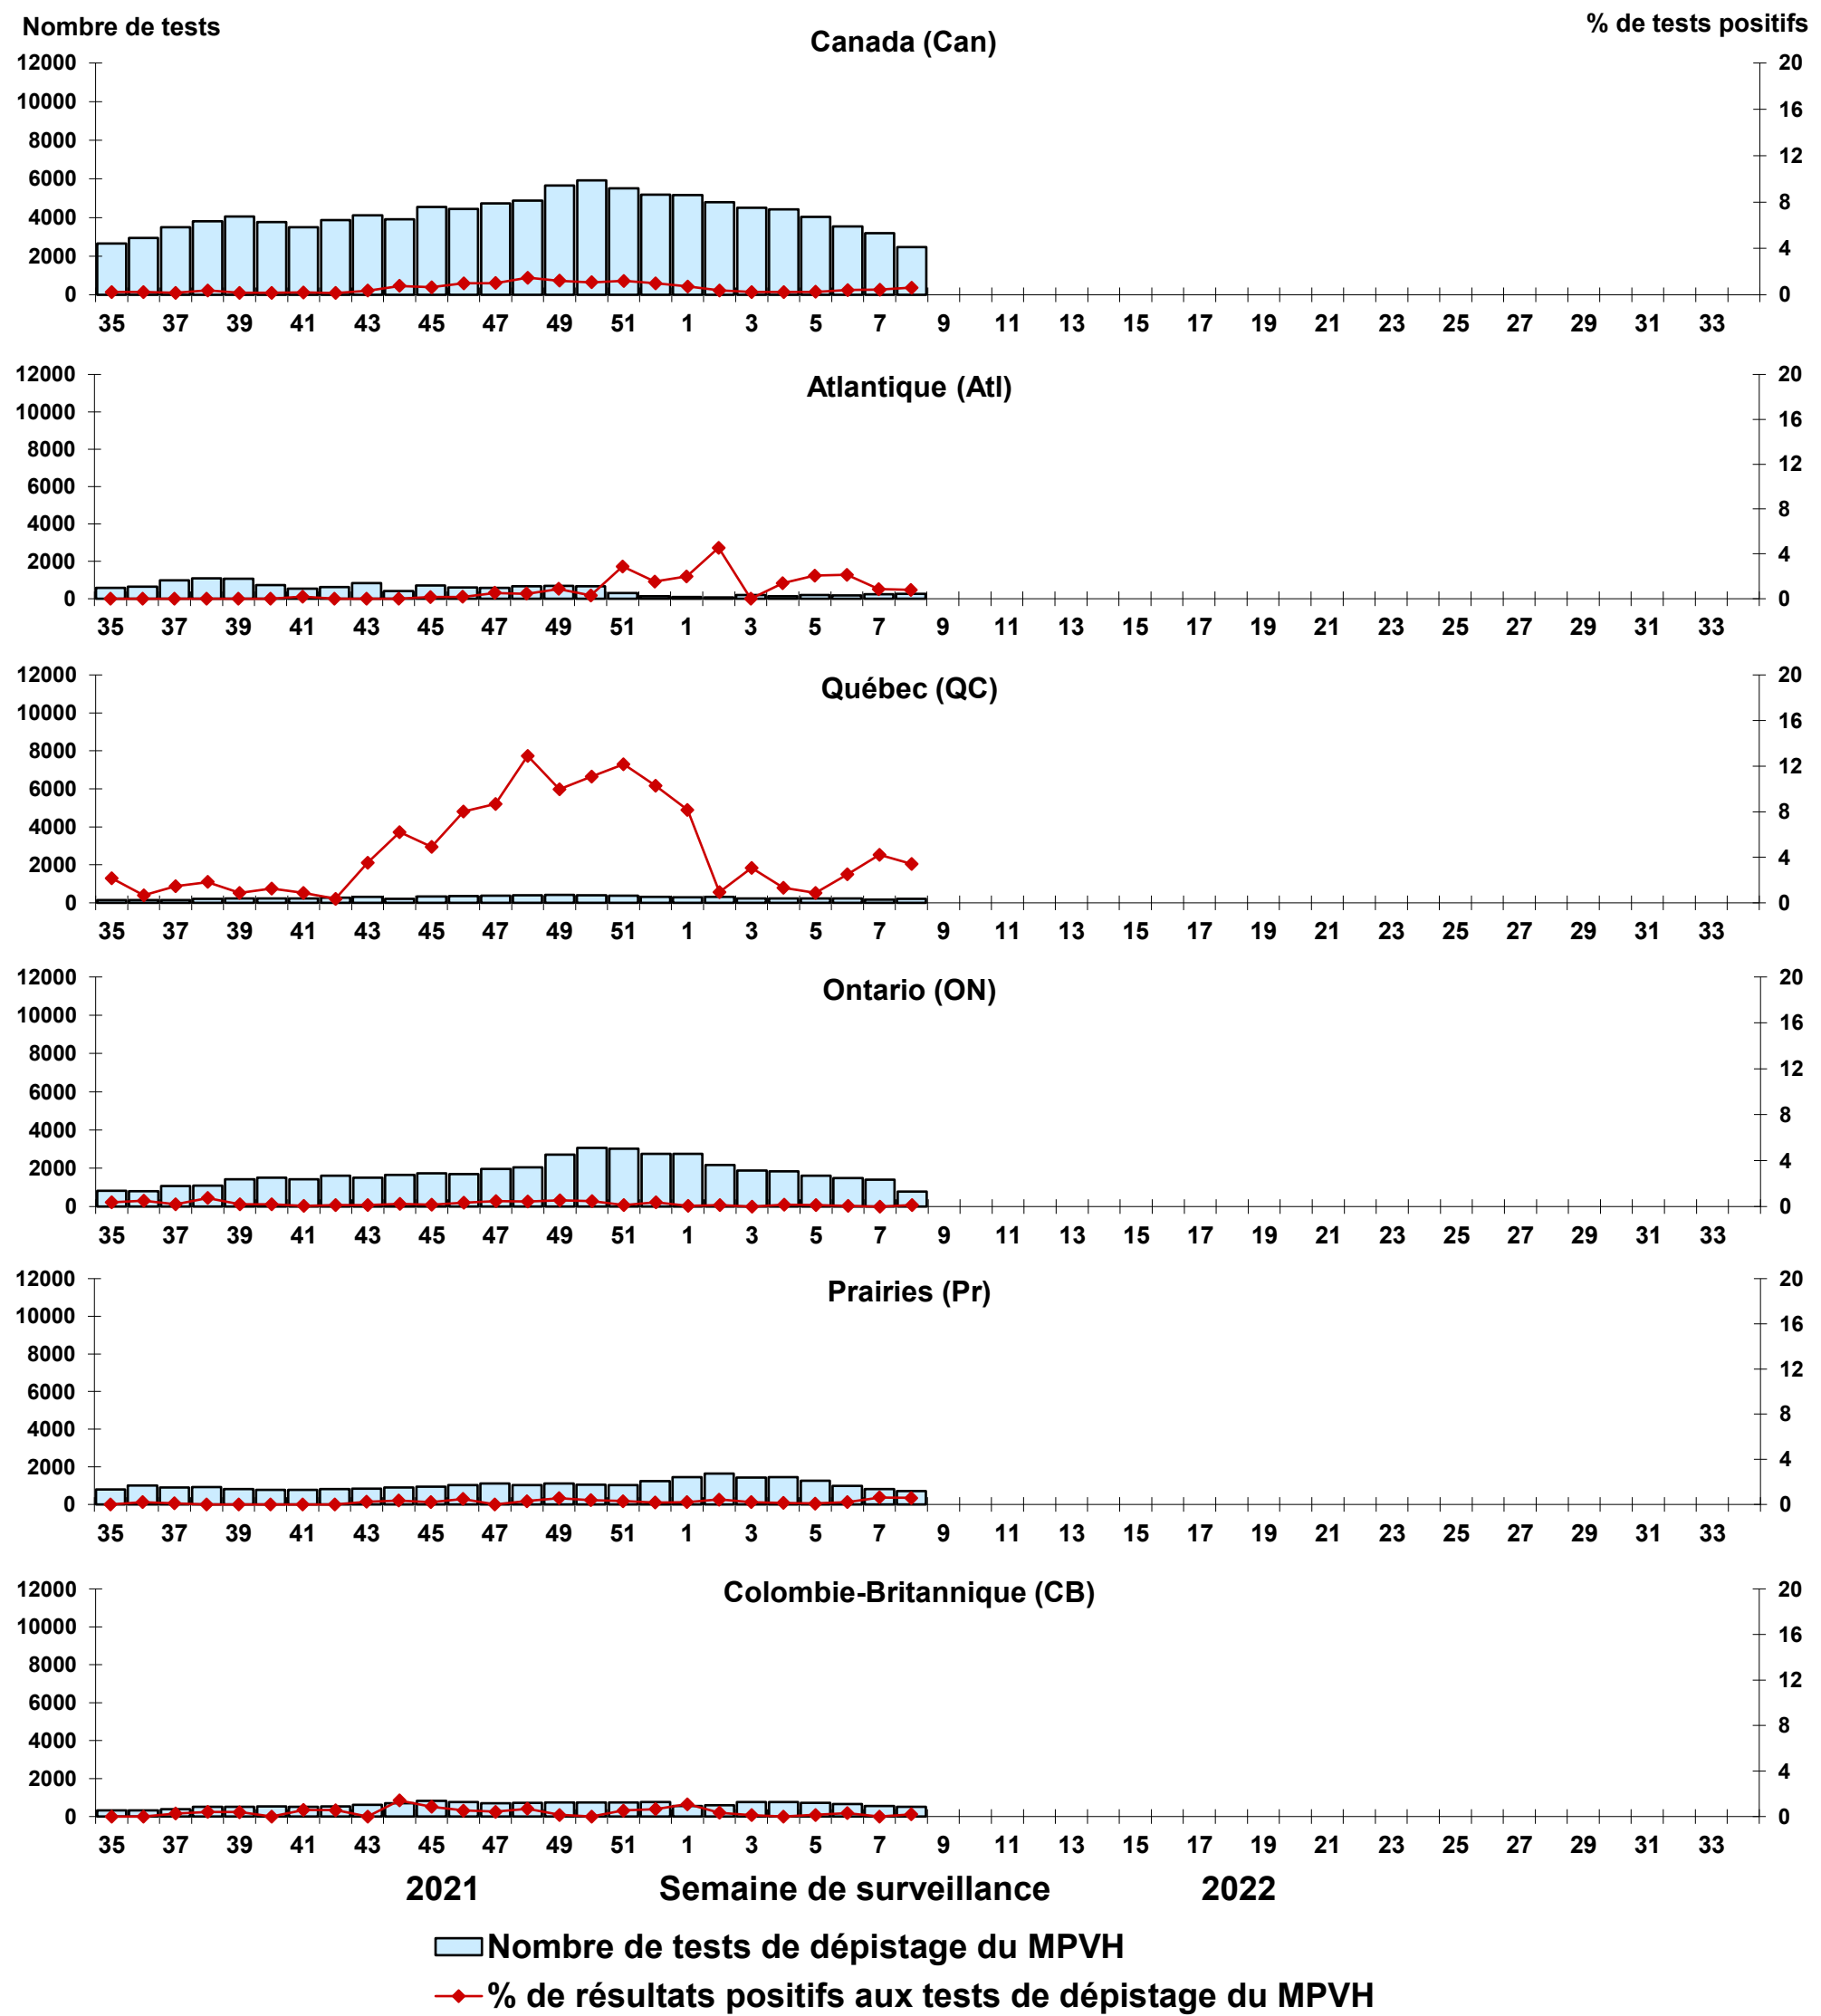 Nombre de tests
% de tests positifs
Canada (Can)
12000 20
10000 16
8000 12
6000 8
4000 4
2000 0
0
35 37 39 41 43 45 47 49 51 1 3 5 7 9 11 13 15 17 19 21 23 25 27 29 31 33
Atlantique (Atl)
12000 20
10000 16
8000 12
6000 8
4000 4
2000 0
0
35 37 39 41 43 45 47 49 51 1 3 5 7 9 11 13 15 17 19 21 23 25 27 29 31 33
Québec (QC)
12000 20
10000 16
8000 12
6000 8
4000 4
2000 0
0
35 37 39 41 43 45 47 49 51 1 3 5 7 9 11 13 15 17 19 21 23 25 27 29 31 33
Ontario (ON)
12000 20
10000 16
8000 12
6000 8
4000 4
2000 0
0
35 37 39 41 43 45 47 49 51 1 3 5 7 9 11 13 15 17 19 21 23 25 27 29 31 33
Prairies (Pr)
12000 20
10000 16
8000 12
6000 8
4000 4
2000 0
0
35 37 39 41 43 45 47 49 51 1 3 5 7 9 11 13 15 17 19 21 23 25 27 29 31 33
Colombie-Britannique (CB)
12000 20
10000 16
8000 12
6000 8
4000 4
2000 0
0
35 37 39 41 43 45 47 49 51 1 3 5 7 9 11 13 15 17 19 21 23 25 27 29 31 33
2021 Semaine de surveillance 2022
Nombre de tests de dépistage du MPVH
% de résultats positifs aux tests de dépistage du MPVH